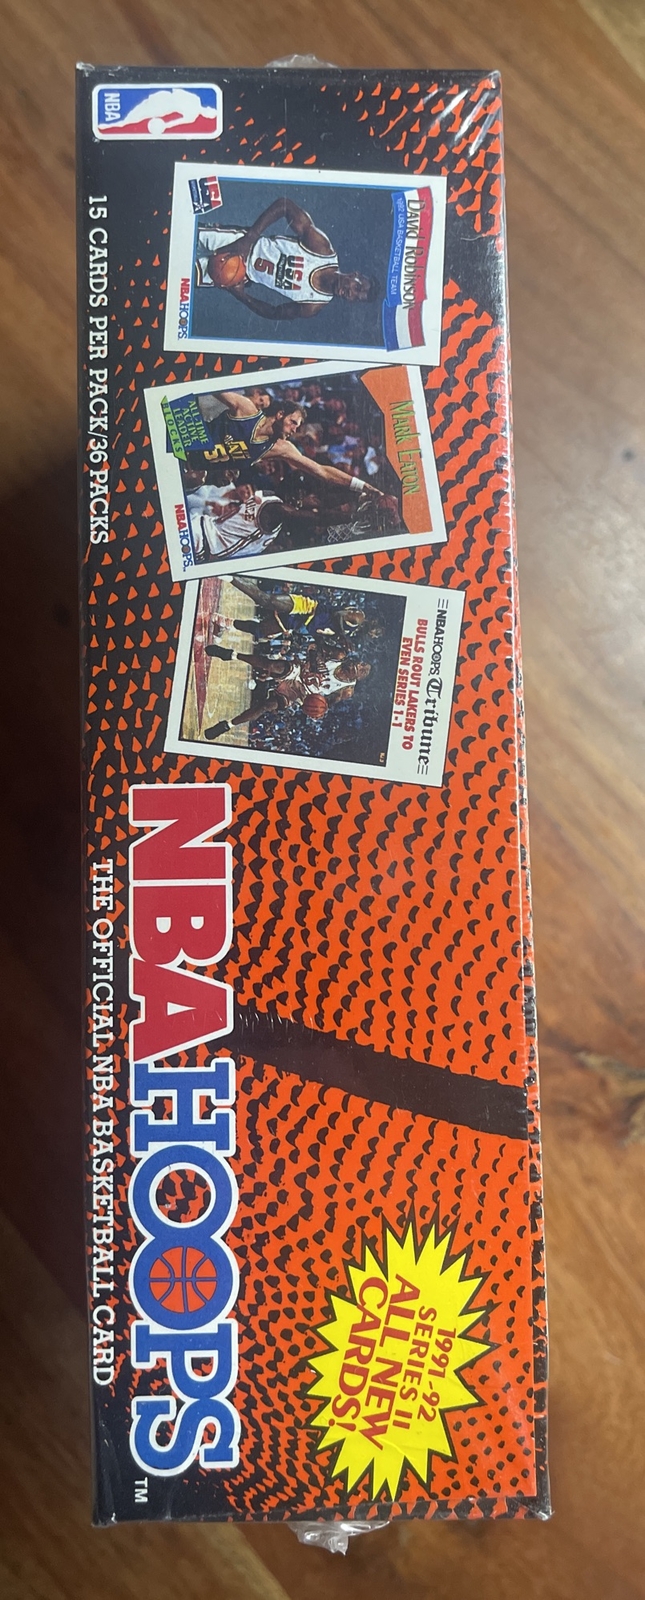 NBA
DAVID ROBINSON
1992 USA BASKETBALL TEAM
USA
5
USA
NBA HOOPS
MARK EATON
ALL-TIME
ACTIVE
LEADER
BLOCKS
NBA HOOPS
NBA HOOPS Tribune
BULLS ROUT LAKERS TO
EVEN SERIES 1-1
1991-92
SERIES II
ALL NEW
CARDS!
NBA HOOPS™
15 CARDS PER PACK/36 PACKS
THE OFFICIAL NBA BASKETBALL CARD